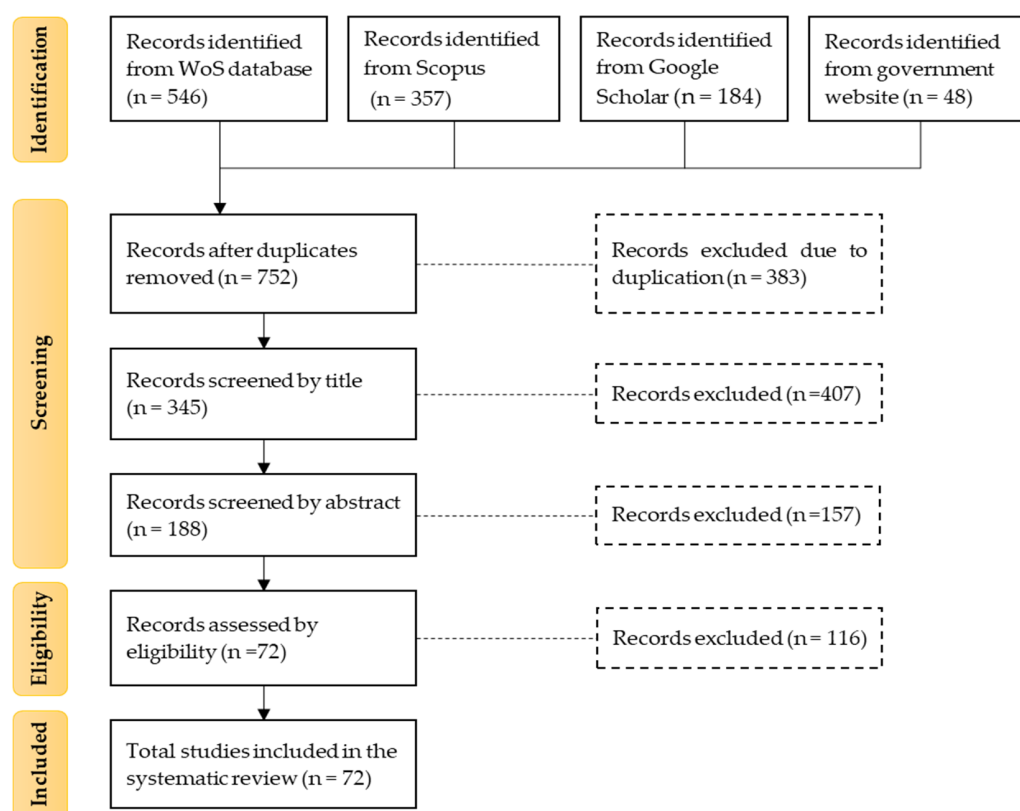 Identification
Records identified
from WoS database
(n = 546)
Records identified
from Scopus
(n = 357)
Records identified
from Google
Scholar (n = 184)
Records identified
from government
website (n = 48)
Screening
Records after duplicates
removed (n = 752)
Records excluded due to
duplication (n = 383)
Records screened by title
(n = 345)
Records excluded (n =407)
Records screened by abstract
(n = 188)
Records excluded (n =157)
Eligibility
Records assessed by
eligibility (n =72)
Records excluded (n = 116)
Included
Total studies included in the
systematic review (n = 72)